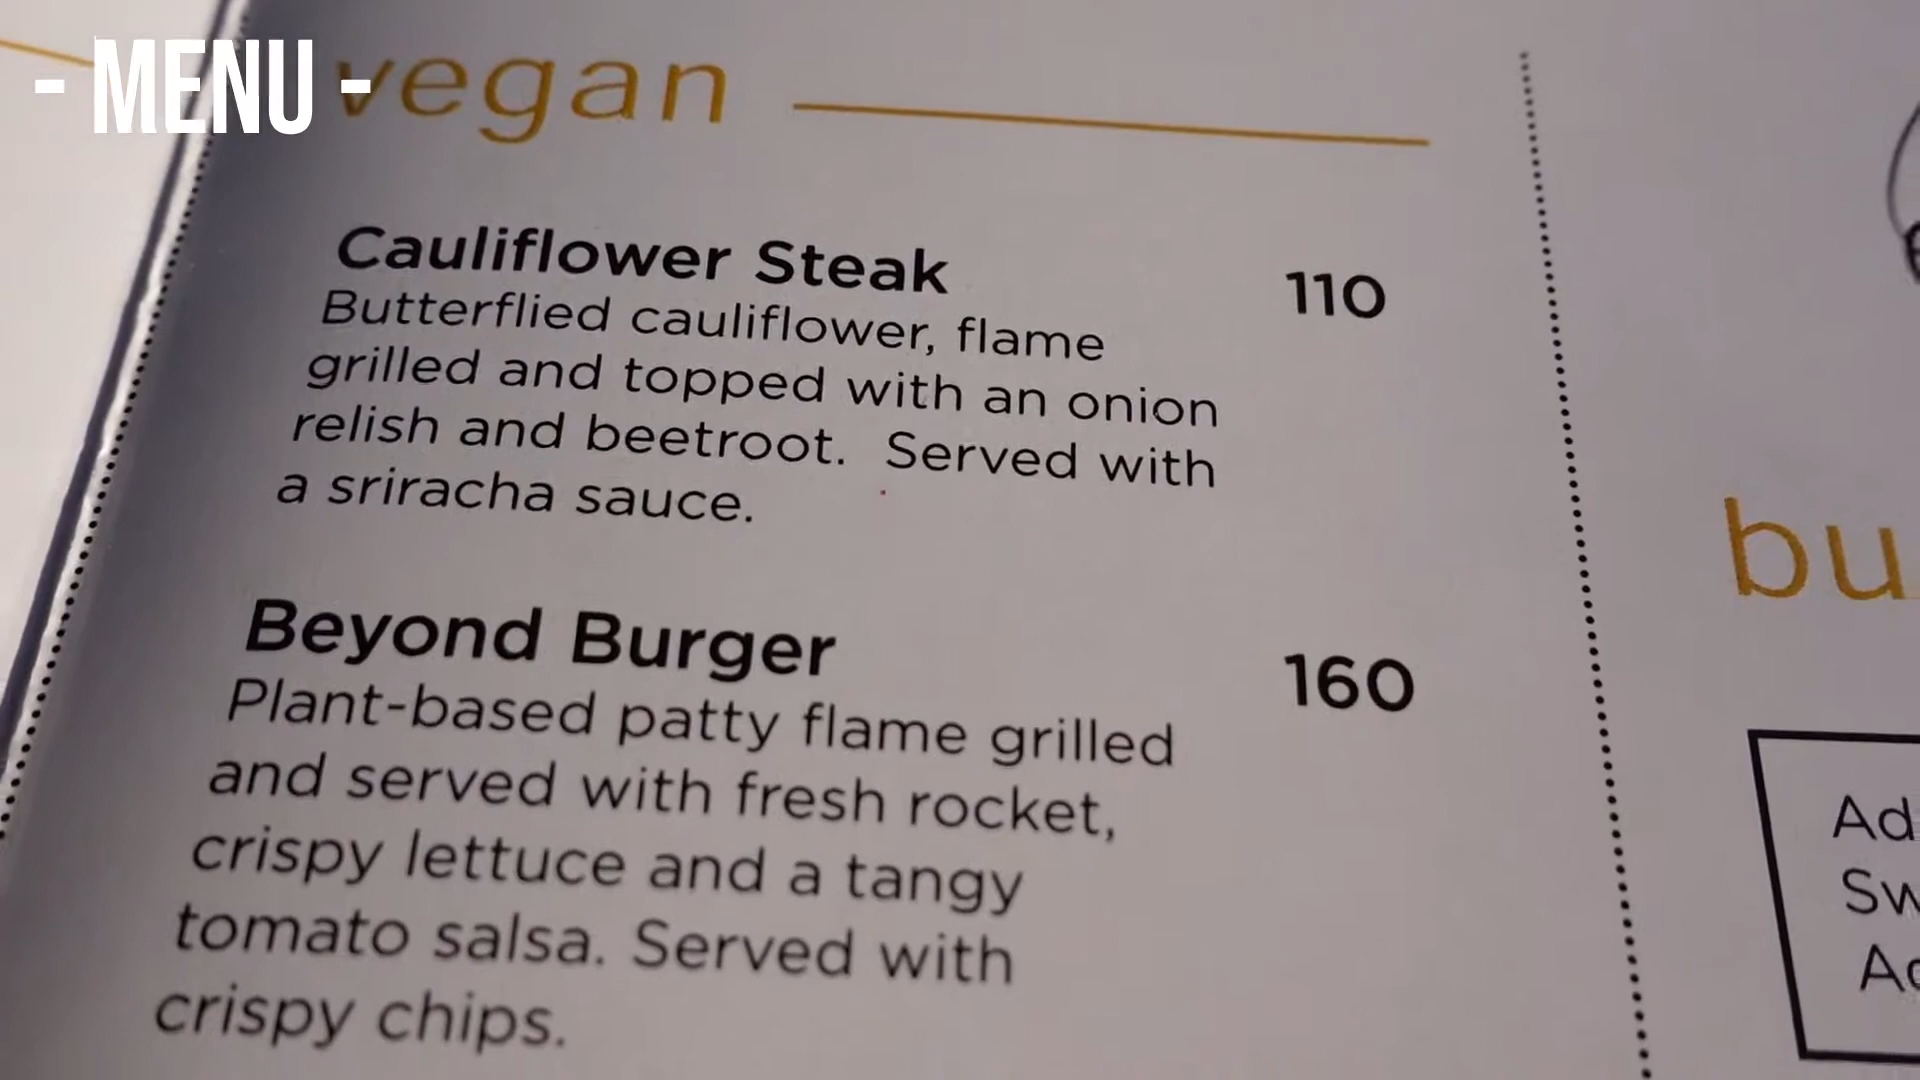 - MENU -
vegan
Cauliflower Steak 110
Butterflied cauliflower, flame
grilled and topped with an onion
relish and beetroot. Served with
a sriracha sauce.
Beyond Burger 160
Plant-based patty flame grilled
and served with fresh rocket,
crispy lettuce and a tangy
tomato salsa. Served with
crispy chips.